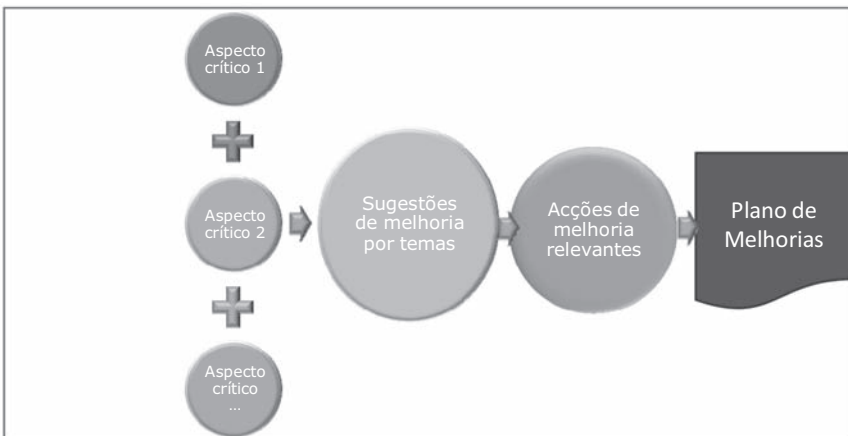 Aspecto
crítico 1
Aspecto
crítico 2
Aspecto
crítico
...
Sugestões
de melhoria
por temas
Acções de
melhoria
relevantes
Plano de
Melhorias